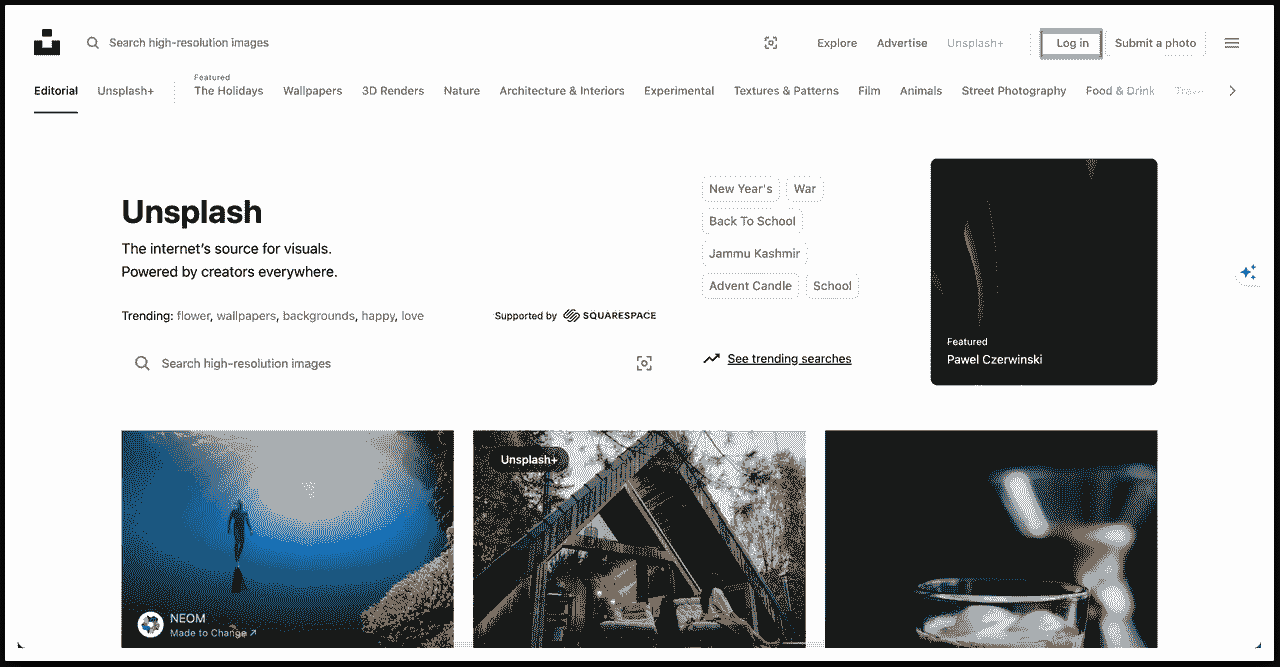 Search high-resolution images
Explore
Advertise
Unsplash+
Log in
Submit a photo
Editorial
Unsplash+
Featured
The Holidays
Wallpapers
3D Renders
Nature
Architecture & Interiors
Experimental
Textures & Patterns
Film
Animals
Street Photography
Food & Drink
Trave
Unsplash
The internet's source for visuals.
Powered by creators everywhere.
Trending: flower, wallpapers, backgrounds, happy, love
Supported by SQUARESPACE
Search high-resolution images
New Year's
War
Back To School
Jammu Kashmir
Advent Candle
School
See trending searches
Featured
Pawel Czerwinski
NEOM
Made to Change ↗
Unsplash+